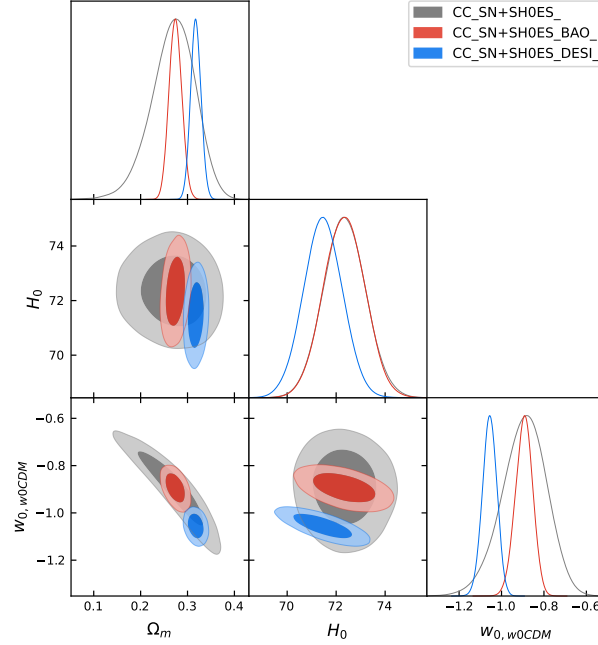 CC_SN+SH0ES_
CC_SN+SH0ES_BAO_
CC_SN+SH0ES_DESI_
74
72
70
H₀
−0.6
−0.8
−1.0
−1.2
w₀,w0CDM
0.1 0.2 0.3 0.4
70 72 74
−1.2 −1.0 −0.8 −0.6
Ωₘ
H₀
w₀,w0CDM